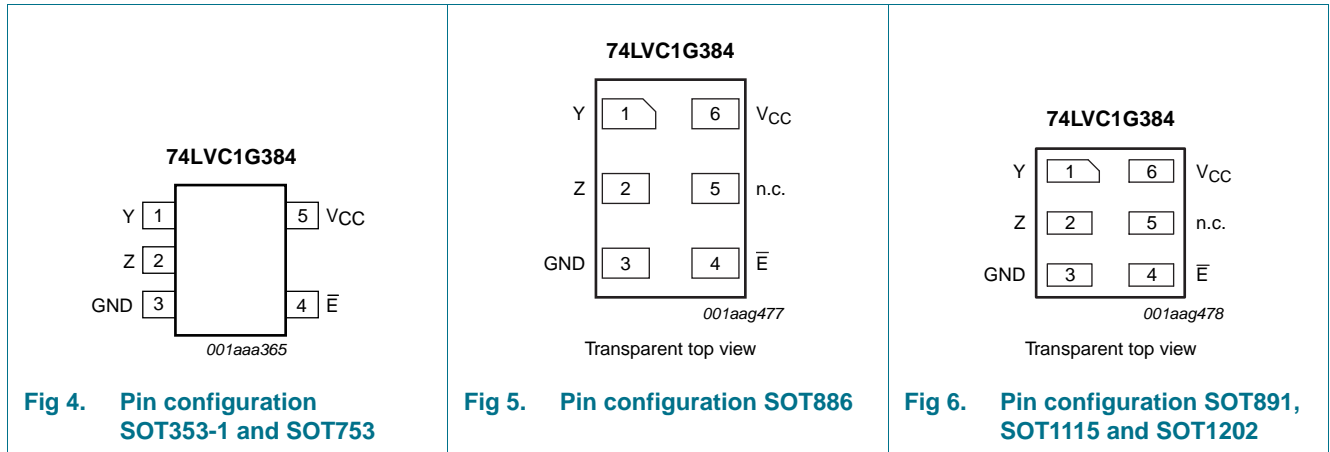 74LVC1G384
Y 1
5 VCC
Z 2
GND 3
4 E̅
001aaa365
Fig 4. Pin configuration
SOT353-1 and SOT753
74LVC1G384
Y 1 6 VCC
Z 2 5 n.c.
GND 3 4 E̅
001aag477
Transparent top view
Fig 5. Pin configuration SOT886
74LVC1G384
Y 1 6 VCC
Z 2 5 n.c.
GND 3 4 E̅
001aag478
Transparent top view
Fig 6. Pin configuration SOT891,
SOT1115 and SOT1202